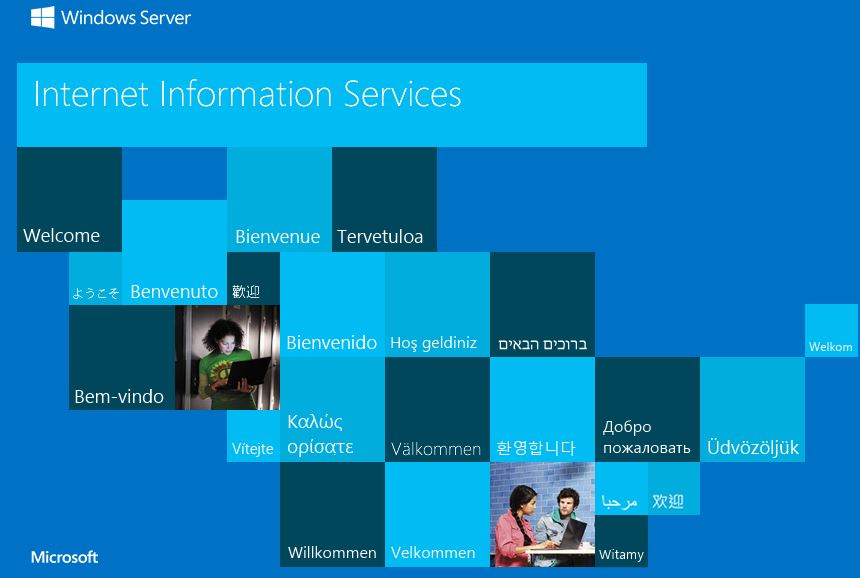 Windows Server
Internet Information Services
Welcome
Bienvenue
Tervetuloa
ようこそ
Benvenuto
歡迎
Bienvenido
Hoş geldiniz
ברוכים הבאים
Welkom
Bem-vindo
Vítejte
Καλώς
ορίσατε
Välkommen
환영합니다
Добро
пожаловать
Üdvözöljük
Willkommen
Velkommen
مرحبا
欢迎
Witamy
Microsoft